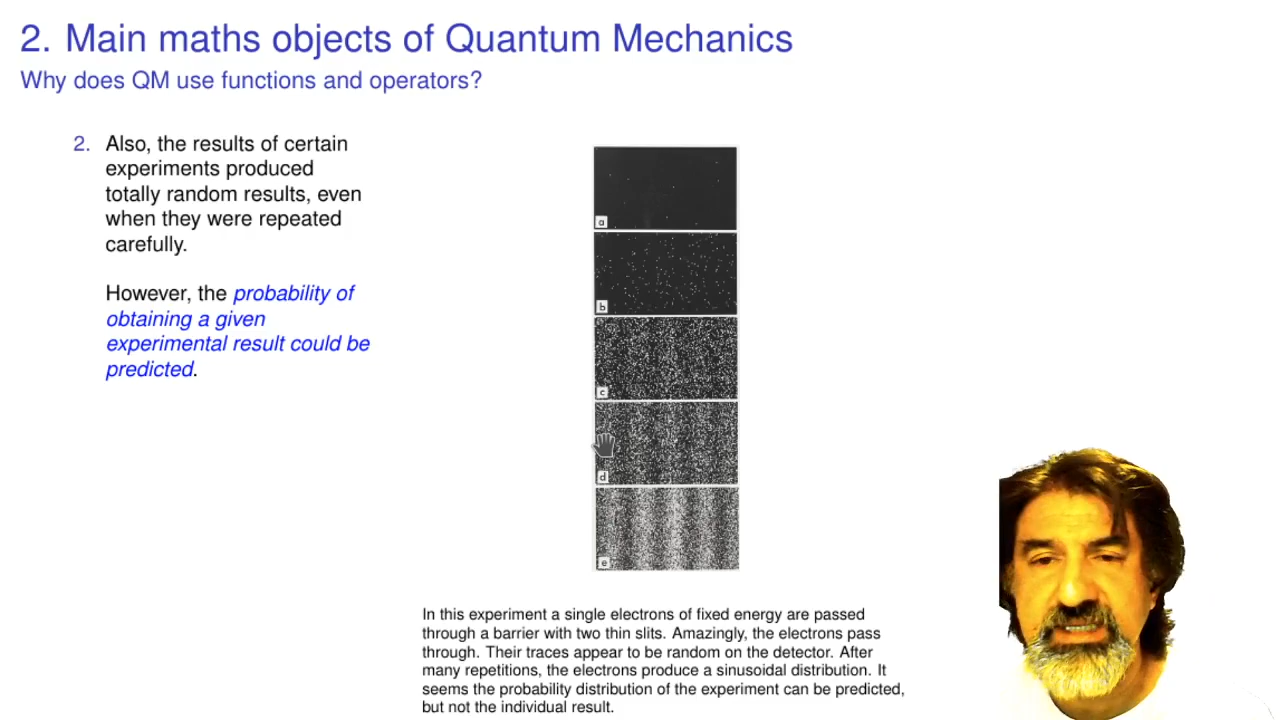 2. Main maths objects of Quantum Mechanics
Why does QM use functions and operators?
2. Also, the results of certain
experiments produced
totally random results, even
when they were repeated
carefully.
However, the probability of
obtaining a given
experimental result could be
predicted.
a
b
c
d
e
In this experiment a single electrons of fixed energy are passed
through a barrier with two thin slits. Amazingly, the electrons pass
through. Their traces appear to be random on the detector. After
many repetitions, the electrons produce a sinusoidal distribution. It
seems the probability distribution of the experiment can be predicted,
but not the individual result.